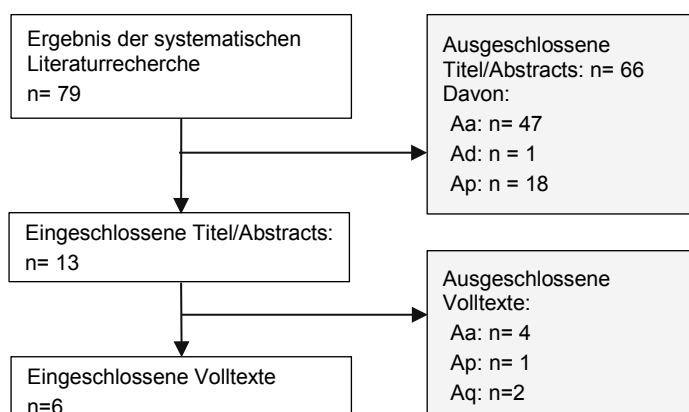 Ergebnis der systematischen
Literaturrecherche
n= 79
Ausgeschlossene
Titel/Abstracts: n= 66
Davon:
Aa: n= 47
Ad: n = 1
Ap: n = 18
Eingeschlossene Titel/Abstracts:
n= 13
Ausgeschlossene
Volltexte:
Aa: n= 4
Ap: n= 1
Aq: n=2
Eingeschlossene Volltexte
n=6